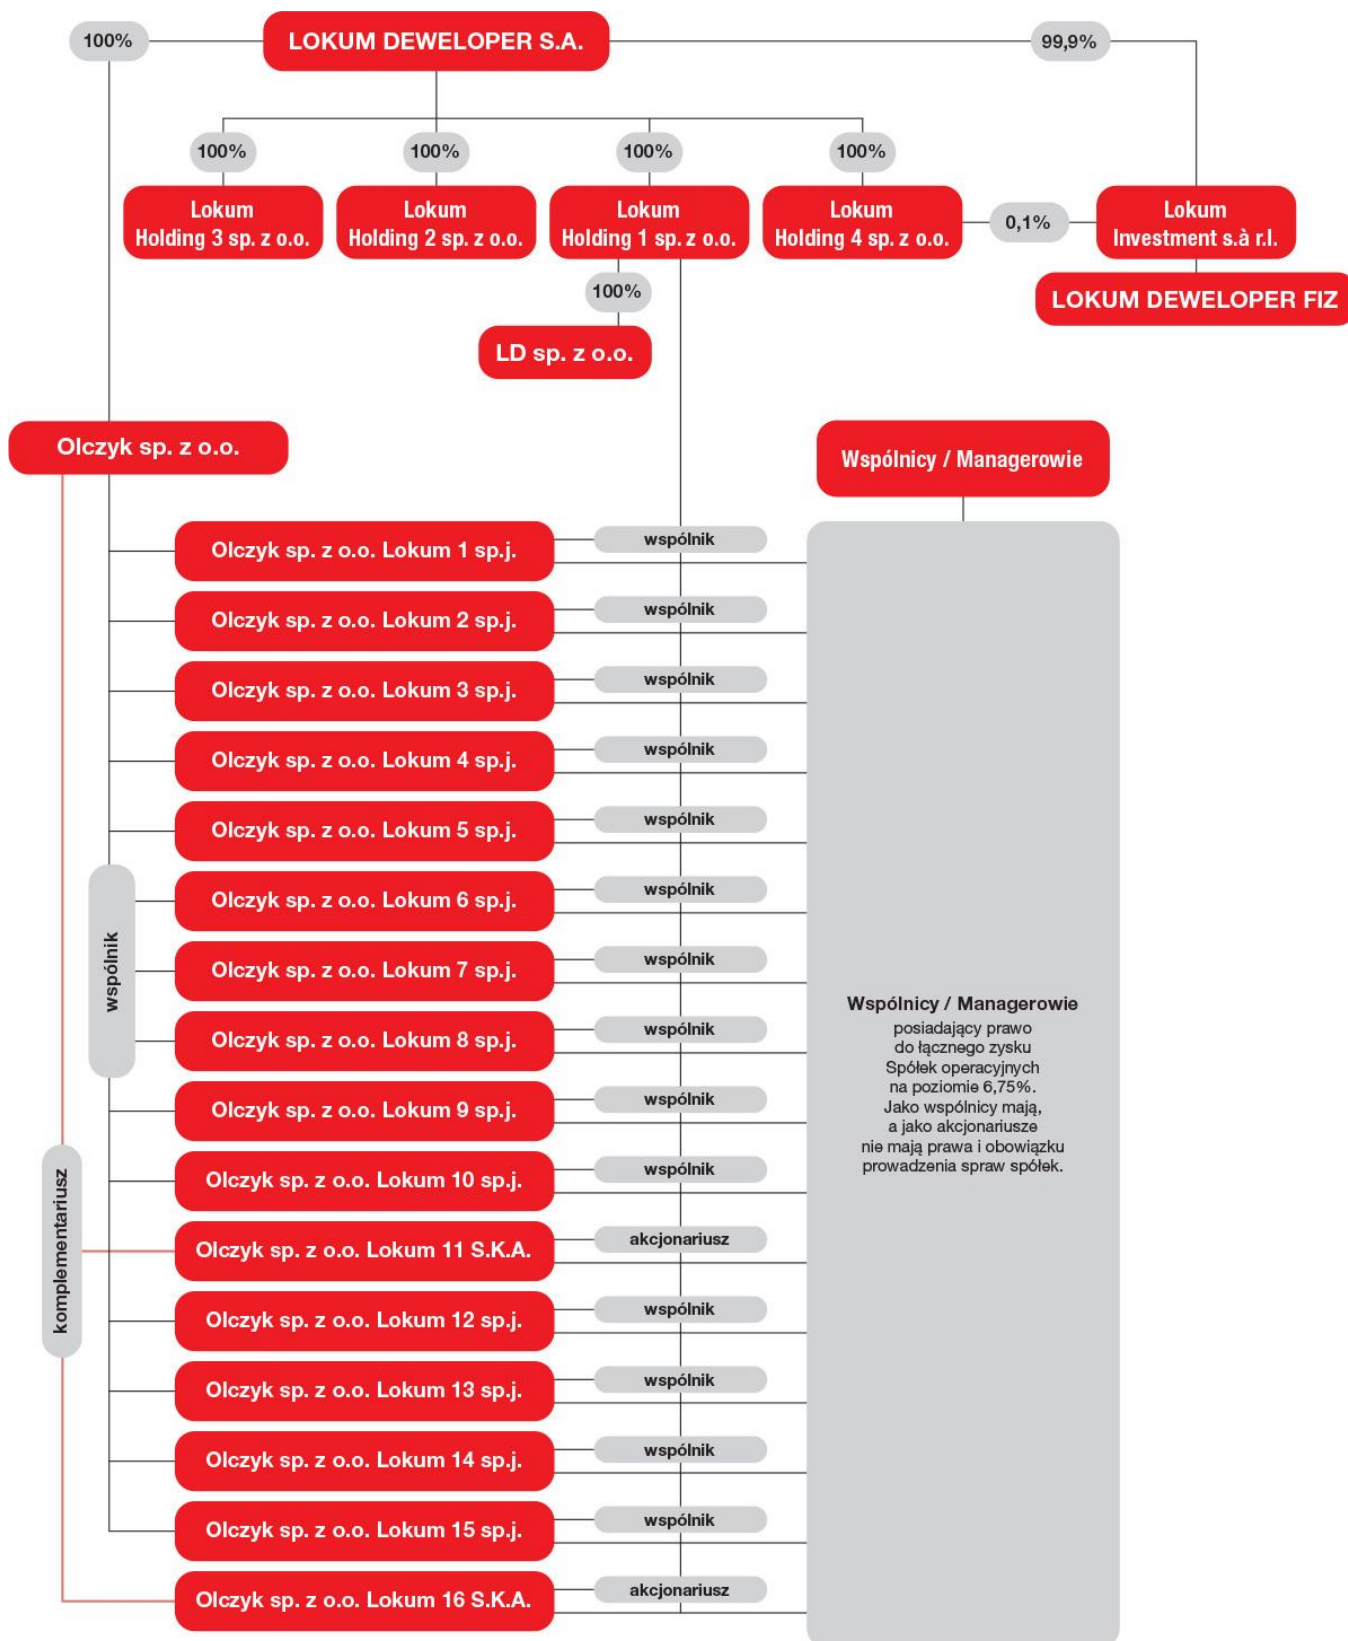 100%
LOKUM DEWELOPER S.A.
99,9%
100%
100%
100%
100%
Lokum
Holding 3 sp. z o.o.
Lokum
Holding 2 sp. z o.o.
Lokum
Holding 1 sp. z o.o.
Lokum
Holding 4 sp. z o.o.
0,1%
Lokum
Investment s.à r.l.
100%
LOKUM DEWELOPER FIZ
LD sp. z o.o.
Olczyk sp. z o.o.
Wspólnicy / Managerowie
Olczyk sp. z o.o. Lokum 1 sp.j.
wspólnik
Olczyk sp. z o.o. Lokum 2 sp.j.
wspólnik
Olczyk sp. z o.o. Lokum 3 sp.j.
wspólnik
Olczyk sp. z o.o. Lokum 4 sp.j.
wspólnik
Olczyk sp. z o.o. Lokum 5 sp.j.
wspólnik
Olczyk sp. z o.o. Lokum 6 sp.j.
wspólnik
wspólnik
Olczyk sp. z o.o. Lokum 7 sp.j.
wspólnik
Olczyk sp. z o.o. Lokum 8 sp.j.
wspólnik
Olczyk sp. z o.o. Lokum 9 sp.j.
wspólnik
Olczyk sp. z o.o. Lokum 10 sp.j.
wspólnik
komplementariusz
Olczyk sp. z o.o. Lokum 11 S.K.A.
akcjonariusz
Olczyk sp. z o.o. Lokum 12 sp.j.
wspólnik
Olczyk sp. z o.o. Lokum 13 sp.j.
wspólnik
Olczyk sp. z o.o. Lokum 14 sp.j.
wspólnik
Olczyk sp. z o.o. Lokum 15 sp.j.
wspólnik
Olczyk sp. z o.o. Lokum 16 S.K.A.
akcjonariusz
Wspólnicy / Managerowie
posiadający prawo
do łącznego zysku
Spółek operacyjnych
na poziomie 6,75%.
Jako wspólnicy mają,
a jako akcjonariusze
nie mają prawa i obowiązku
prowadzenia spraw spółek.